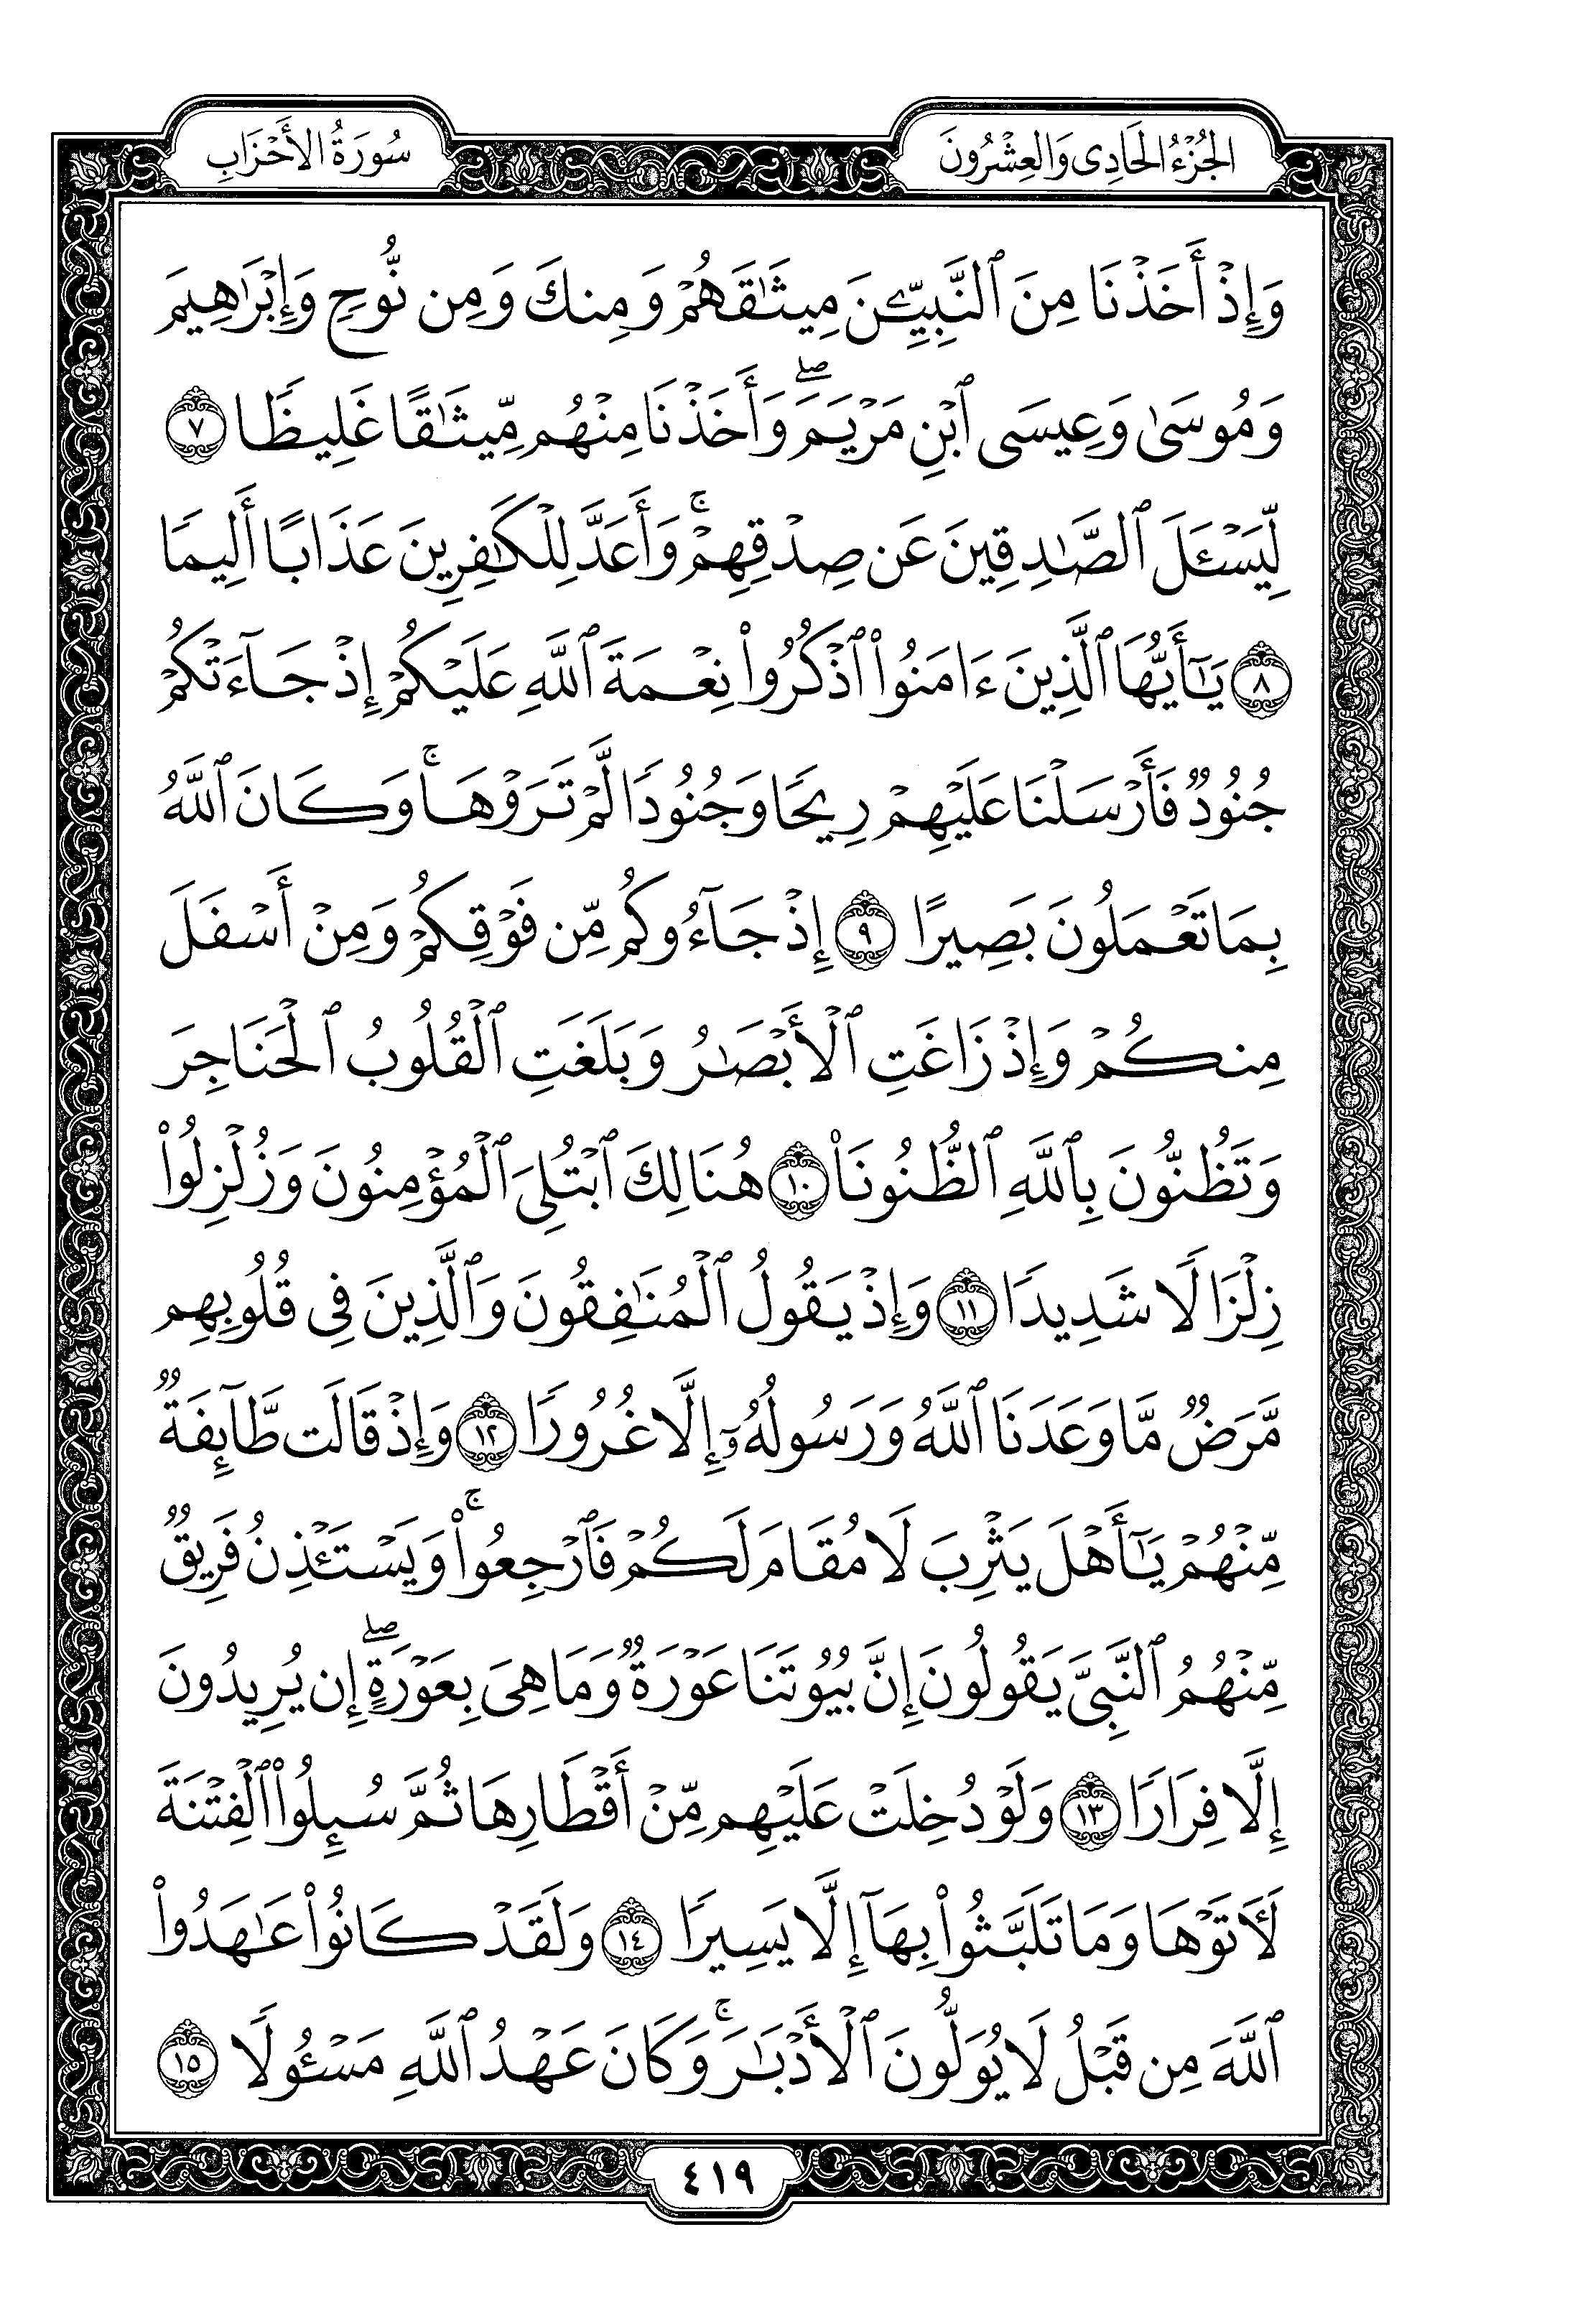 الجُزْءُ الحَادِى وَالعِشْرُونَ
سُورَةُ الأَحْزَابِ
وَإِذْ أَخَذْنَا مِنَ ٱلنَّبِيِّـۧنَ مِيثَٰقَهُمْ وَمِنكَ وَمِن نُّوحٍ وَإِبْرَٰهِيمَ
وَمُوسَىٰ وَعِيسَى ٱبْنِ مَرْيَمَ ۖ وَأَخَذْنَا مِنْهُم مِّيثَٰقًا غَلِيظًا ٧
لِّيَسْـَٔلَ ٱلصَّٰدِقِينَ عَن صِدْقِهِمْ ۚ وَأَعَدَّ لِلْكَٰفِرِينَ عَذَابًا أَلِيمًا
٨ يَٰٓأَيُّهَا ٱلَّذِينَ ءَامَنُوا۟ ٱذْكُرُوا۟ نِعْمَةَ ٱللَّهِ عَلَيْكُمْ إِذْ جَآءَتْكُمْ
جُنُودٌ فَأَرْسَلْنَا عَلَيْهِمْ رِيحًا وَجُنُودًا لَّمْ تَرَوْهَا ۚ وَكَانَ ٱللَّهُ
بِمَا تَعْمَلُونَ بَصِيرًا ٩ إِذْ جَآءُوكُم مِّن فَوْقِكُمْ وَمِنْ أَسْفَلَ
مِنكُمْ وَإِذْ زَاغَتِ ٱلْأَبْصَٰرُ وَبَلَغَتِ ٱلْقُلُوبُ ٱلْحَنَاجِرَ
وَتَظُنُّونَ بِٱللَّهِ ٱلظُّنُونَا۠ ١٠ هُنَالِكَ ٱبْتُلِىَ ٱلْمُؤْمِنُونَ وَزُلْزِلُوا۟
زِلْزَالًا شَدِيدًا ١١ وَإِذْ يَقُولُ ٱلْمُنَٰفِقُونَ وَٱلَّذِينَ فِى قُلُوبِهِم
مَّرَضٌ مَّا وَعَدَنَا ٱللَّهُ وَرَسُولُهُۥٓ إِلَّا غُرُورًا ١٢ وَإِذْ قَالَت طَّآئِفَةٌ
مِّنْهُمْ يَٰٓأَهْلَ يَثْرِبَ لَا مُقَامَ لَكُمْ فَٱرْجِعُوا۟ ۚ وَيَسْتَـْٔذِنُ فَرِيقٌ
مِّنْهُمُ ٱلنَّبِىَّ يَقُولُونَ إِنَّ بُيُوتَنَا عَوْرَةٌ وَمَا هِىَ بِعَوْرَةٍ ۖ إِن يُرِيدُونَ
إِلَّا فِرَارًا ١٣ وَلَوْ دُخِلَتْ عَلَيْهِم مِّنْ أَقْطَارِهَا ثُمَّ سُئِلُوا۟ ٱلْفِتْنَةَ
لَـَٔاتَوْهَا وَمَا تَلَبَّثُوا۟ بِهَآ إِلَّا يَسِيرًا ١٤ وَلَقَدْ كَانُوا۟ عَٰهَدُوا۟
ٱللَّهَ مِن قَبْلُ لَا يُوَلُّونَ ٱلْأَدْبَٰرَ ۚ وَكَانَ عَهْدُ ٱللَّهِ مَسْـُٔولًا ١٥
٤١٩